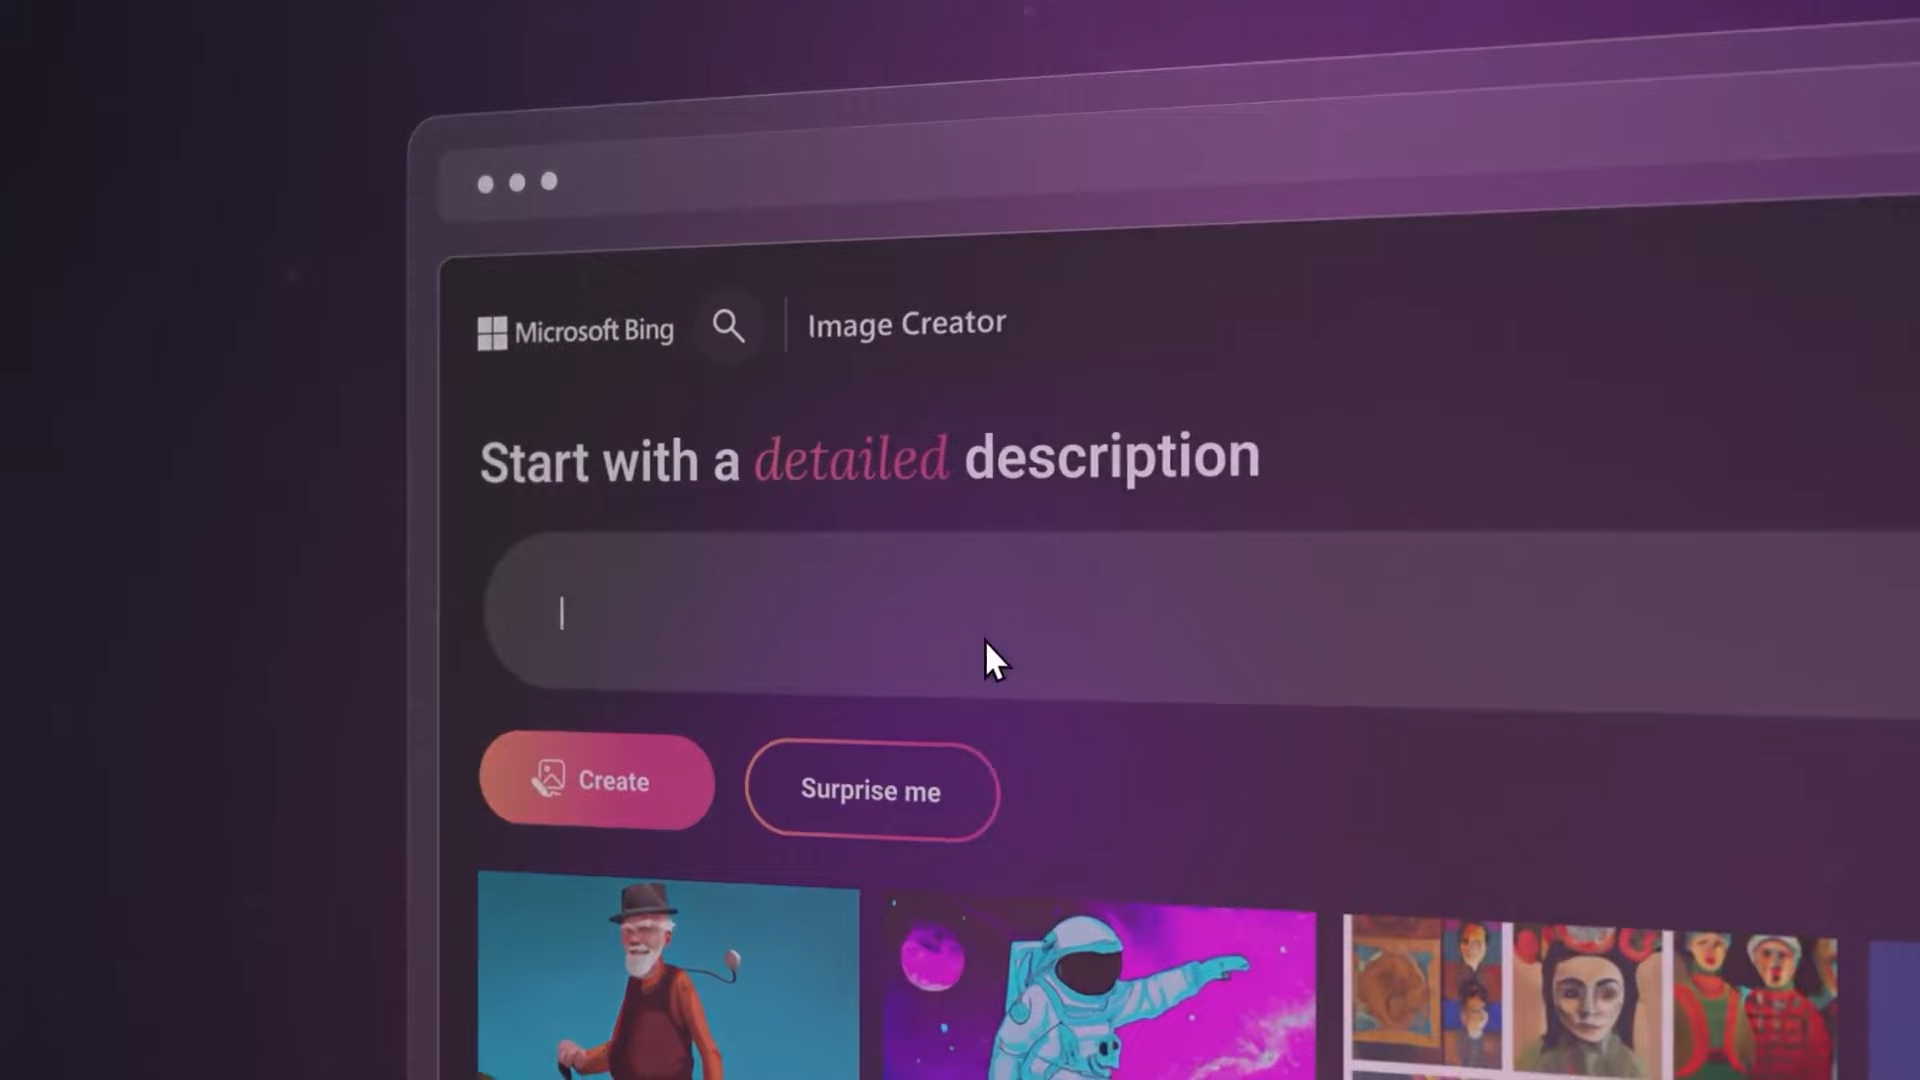 Microsoft Bing
Image Creator
Start with a detailed description
Create
Surprise me